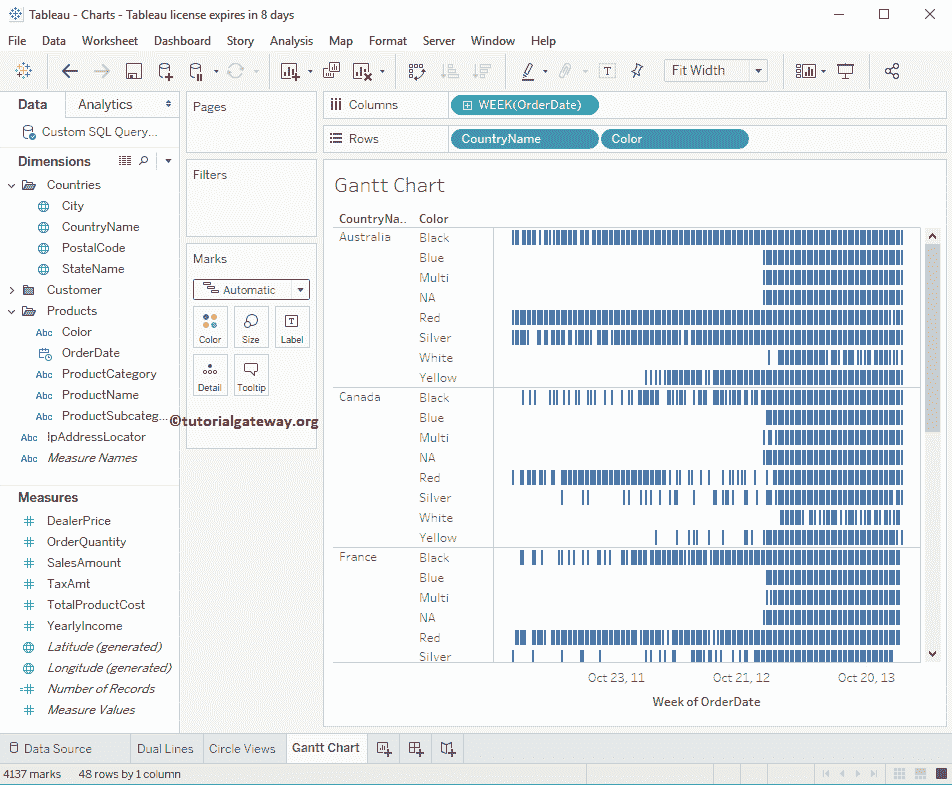 Tableau - Charts - Tableau license expires in 8 days
File Data Worksheet Dashboard Story Analysis Map Format Server Window Help
Fit Width
Data Analytics
Custom SQL Query...
Dimensions
Countries
City
CountryName
PostalCode
StateName
Customer
Products
Abc Color
OrderDate
Abc ProductCategory
Abc ProductName
Abc ProductSubcateg...
Abc IpAddressLocator
Abc Measure Names
Measures
DealerPrice
OrderQuantity
SalesAmount
TaxAmt
TotalProductCost
YearlyIncome
Latitude (generated)
Longitude (generated)
Number of Records
Measure Values
Pages
Filters
Marks
Automatic
Color Size Label
Detail Tooltip
©tutorialgateway.org
Columns WEEK(OrderDate)
Rows CountryName Color
Gantt Chart
CountryNa.. Color
Australia Black
Blue
Multi
NA
Red
Silver
White
Yellow
Canada Black
Blue
Multi
NA
Red
Silver
White
Yellow
France Black
Blue
Multi
NA
Red
Silver
Oct 23, 11 Oct 21, 12 Oct 20, 13
Week of OrderDate
Data Source Dual Lines Circle Views Gantt Chart
4137 marks 48 rows by 1 column